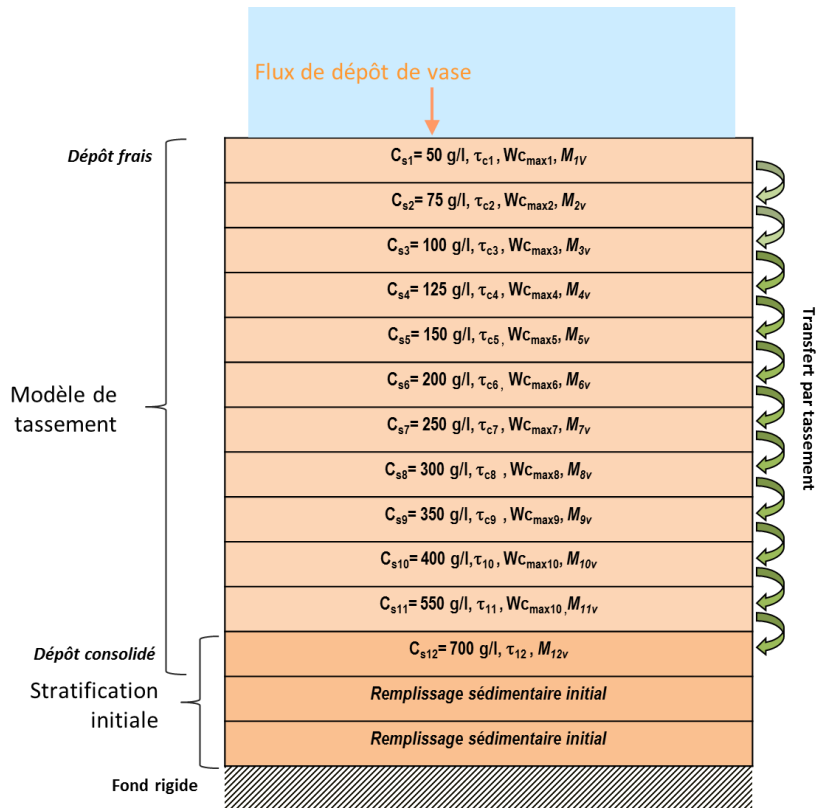 Flux de dépôt de vase
Dépôt frais
Cs1= 50 g/l, τc1 , Wcmax1, M1V
Cs2= 75 g/l, τc2 , Wcmax2, M2v
Cs3= 100 g/l, τc3 , Wcmax3, M3v
Cs4= 125 g/l, τc4 , Wcmax4, M4v
Cs5= 150 g/l, τc5 , Wcmax5, M5v
Cs6= 200 g/l, τc6 , Wcmax6, M6v
Cs7= 250 g/l, τc7 , Wcmax7, M7v
Cs8= 300 g/l, τc8 , Wcmax8, M8v
Cs9= 350 g/l, τc9 , Wcmax9, M9v
Cs10= 400 g/l,τ10 , Wcmax10, M10v
Cs11= 550 g/l, τ11 , Wcmax10 ,M11v
Cs12= 700 g/l, τ12 , M12v
Remplissage sédimentaire initial
Remplissage sédimentaire initial
Modèle de
tassement
Transfert par tassement
Dépôt consolidé
Stratification
initiale
Fond rigide